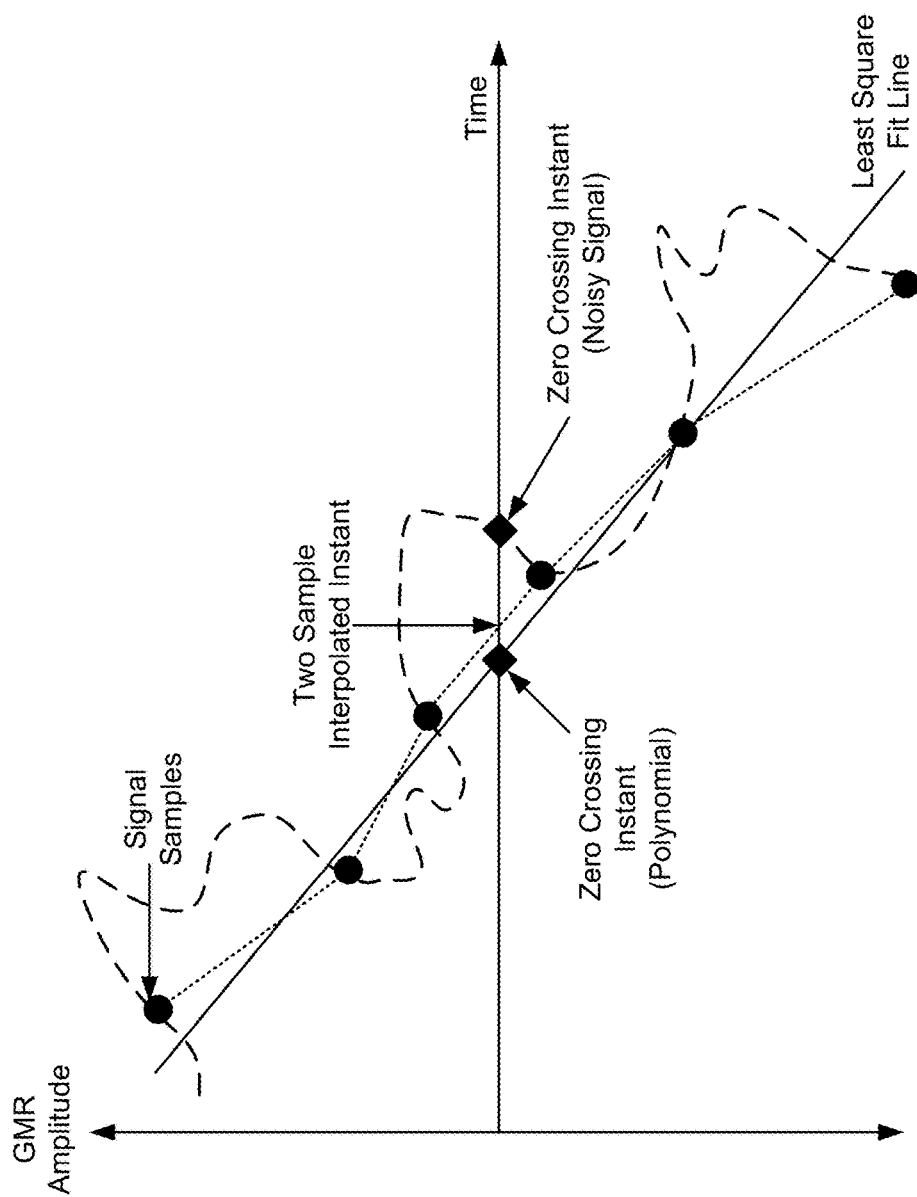 GMR
Amplitude
Signal
Samples
Two Sample
Interpolated Instant
Time
Zero Crossing Instant
(Noisy Signal)
Zero Crossing
Instant
(Polynomial)
Least Square
Fit Line